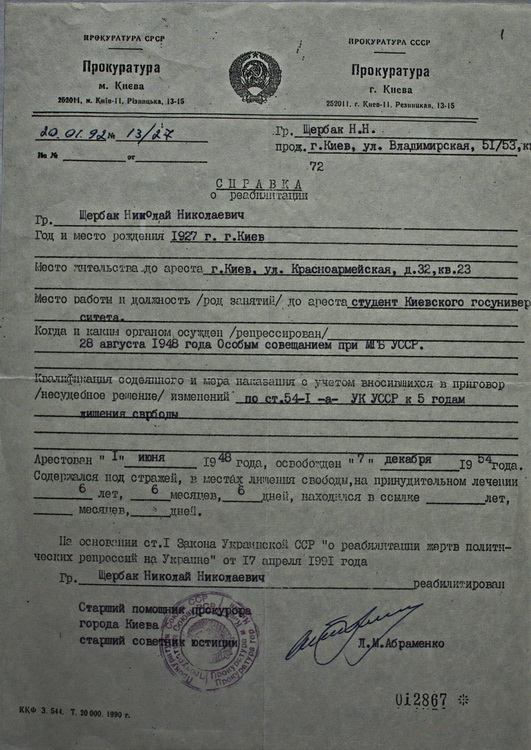 1
ПРОКУРАТУРА СРСР
Прокуратура
м. Києва
252011, м. Київ-11, Різницька, 13-15
ПРОКУРАТУРА СССР
Прокуратура
г. Киева
252011, г. Киев-11, Резницкая, 13-15
20.01.92 № 13/27
№ № от
Гр. Щербак Н.Н.
прож. г.Киев, ул. Владимирская, 51/53, кв
72
СПРАВКА
о реабилитации
Гр. Щербак Николай Николаевич
Год и место рождения 1927 г. г.Киев
Место жительства до ареста г.Киев, ул. Красноармейская, д.32, кв.23
Место работы и должность /род занятий/ до ареста студент Киевского госунивер
ситета.
Когда и каким органом осужден /репрессирован/
28 августа 1948 года Особым совещанием при МГБ УССР.
Квалификация содеянного и мера наказания с учетом вносившихся в приговор
/несудебное решение/ изменений по ст.54-I -а- УК УССР к 5 годам
лишения свободы
Арестован "I" июня 1948 года, освобожден "7" декабря 1954 года.
Содержался под стражей, в местах лишения свободы, на принудительном лечении
6 лет, 6 месяцев, 6 дней, находился в ссылке лет,
месяцев, дней.
На основании ст.I Закона Украинской ССР "о реабилитации жертв полити-
ческих репрессий на Украине" от 17 апреля 1991 года
Гр. Щербак Николай Николаевич реабилитирован
Старший помощник прокурора
города Киева
старший советник юстиции Л.М.Абраменко
012867 *
ККФ З. 544. Т. 20 000. 1990 г.